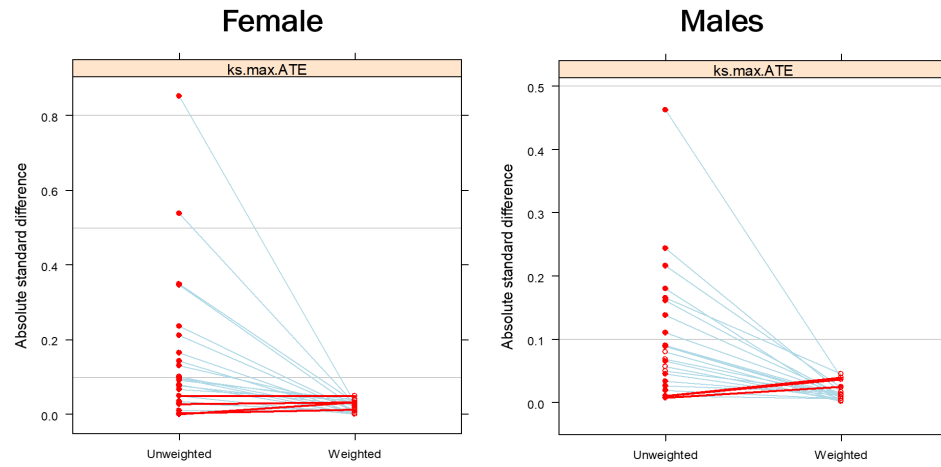 Female
Males
ks.max.ATE
ks.max.ATE
Absolute standard difference
0.8
0.6
0.4
0.2
0.0
Unweighted
Weighted
Absolute standard difference
0.5
0.4
0.3
0.2
0.1
0.0
Unweighted
Weighted